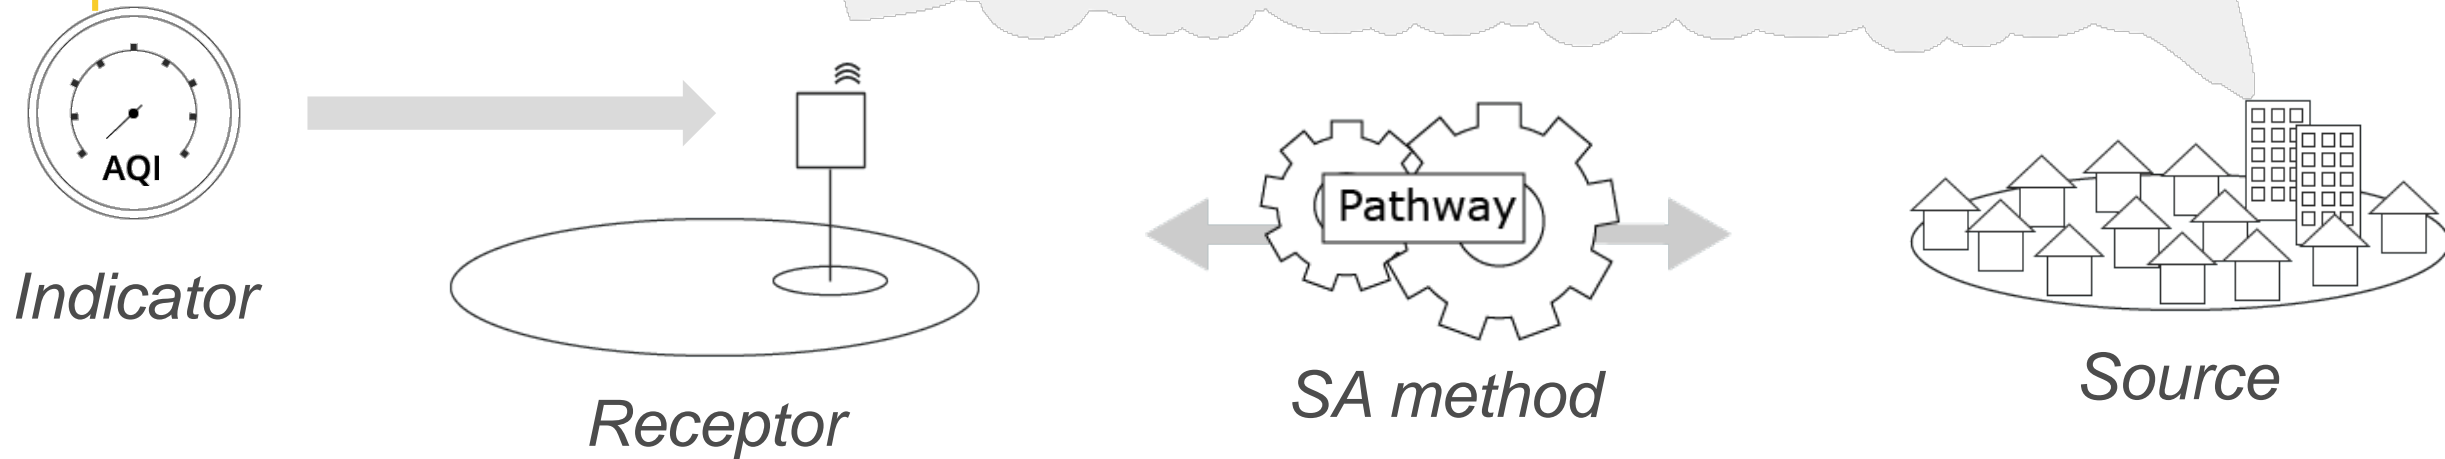 AQI
Pathway
Indicator
Receptor
SA method
Source